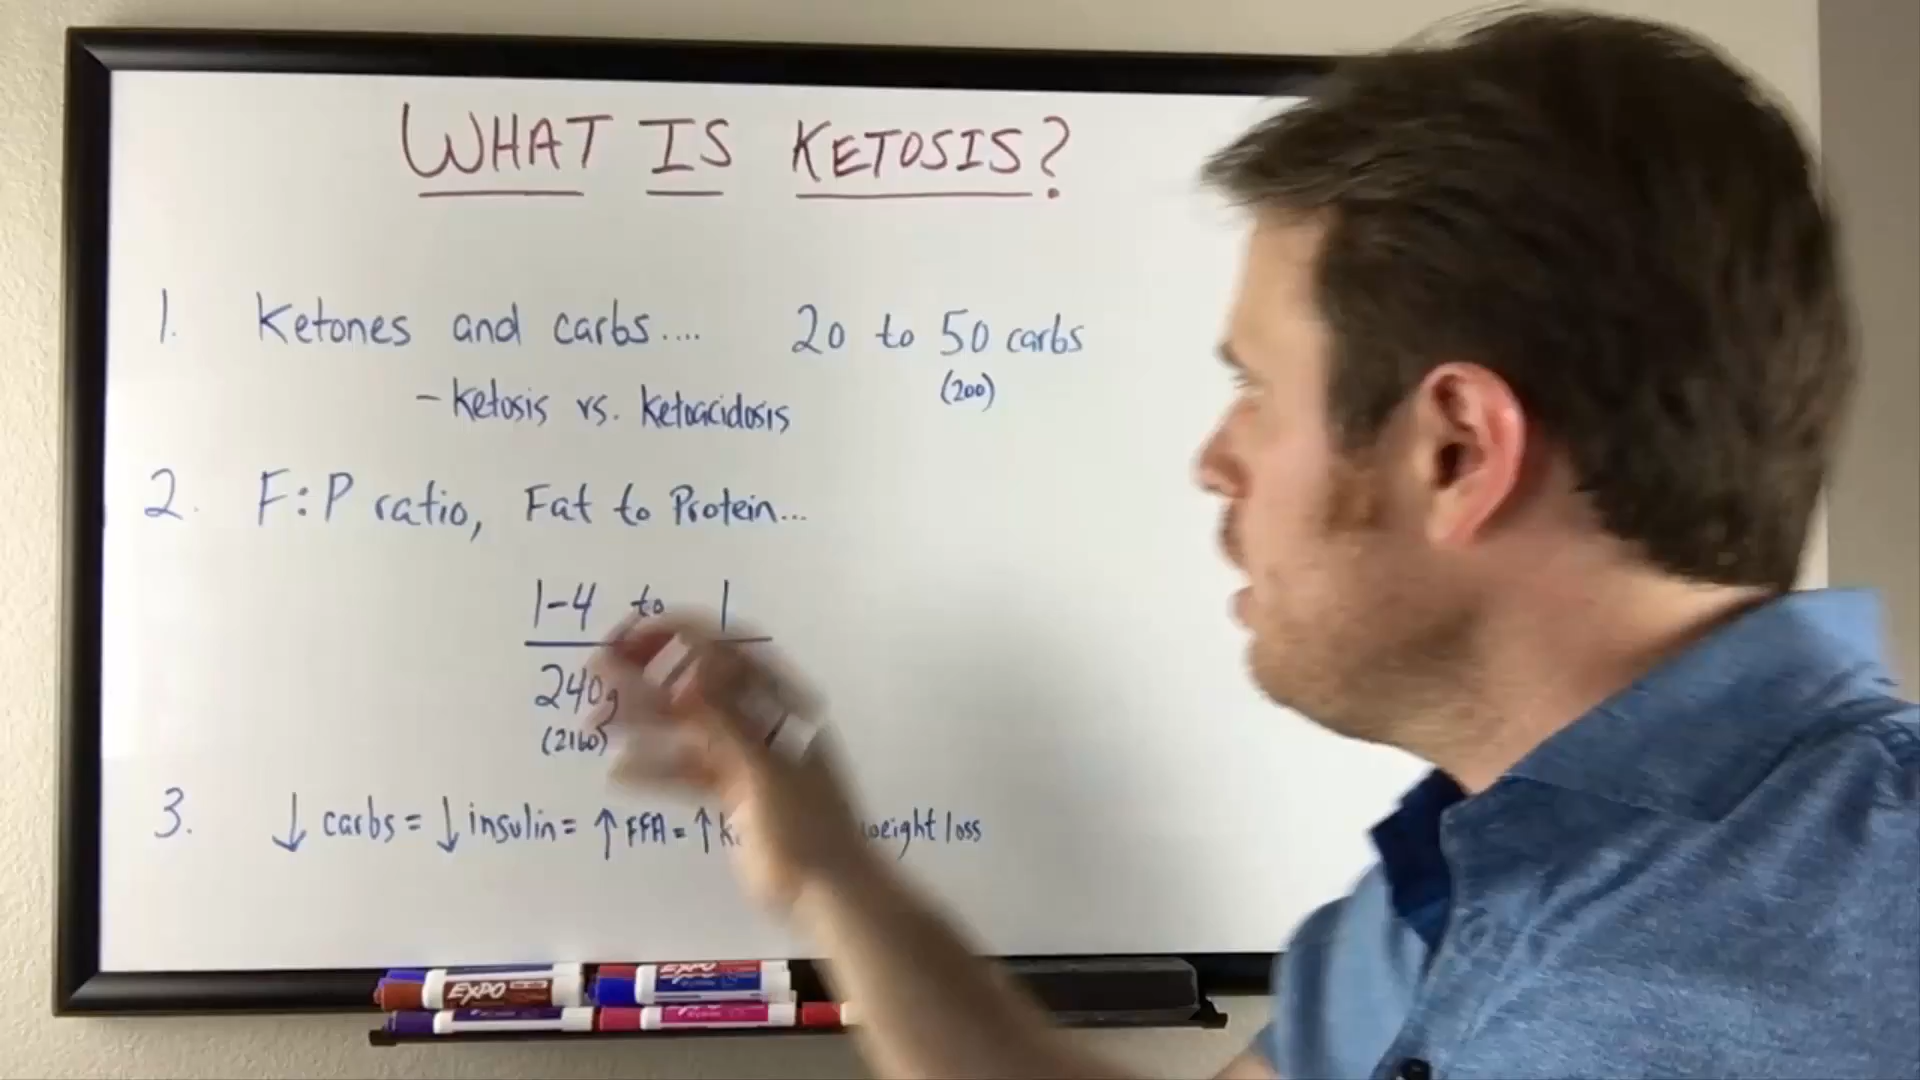 WHAT IS KETOSIS?
1. Ketones and carbs.... 20 to 50 carbs
(200)
- Ketosis vs. Ketoacidosis
2. F:P ratio, Fat to Protein...
1-4 to 1
240g
(2160)
3. ↓ carbs = ↓ insulin = ↑ FFA = ↑ weight loss
EXPO
EXPO